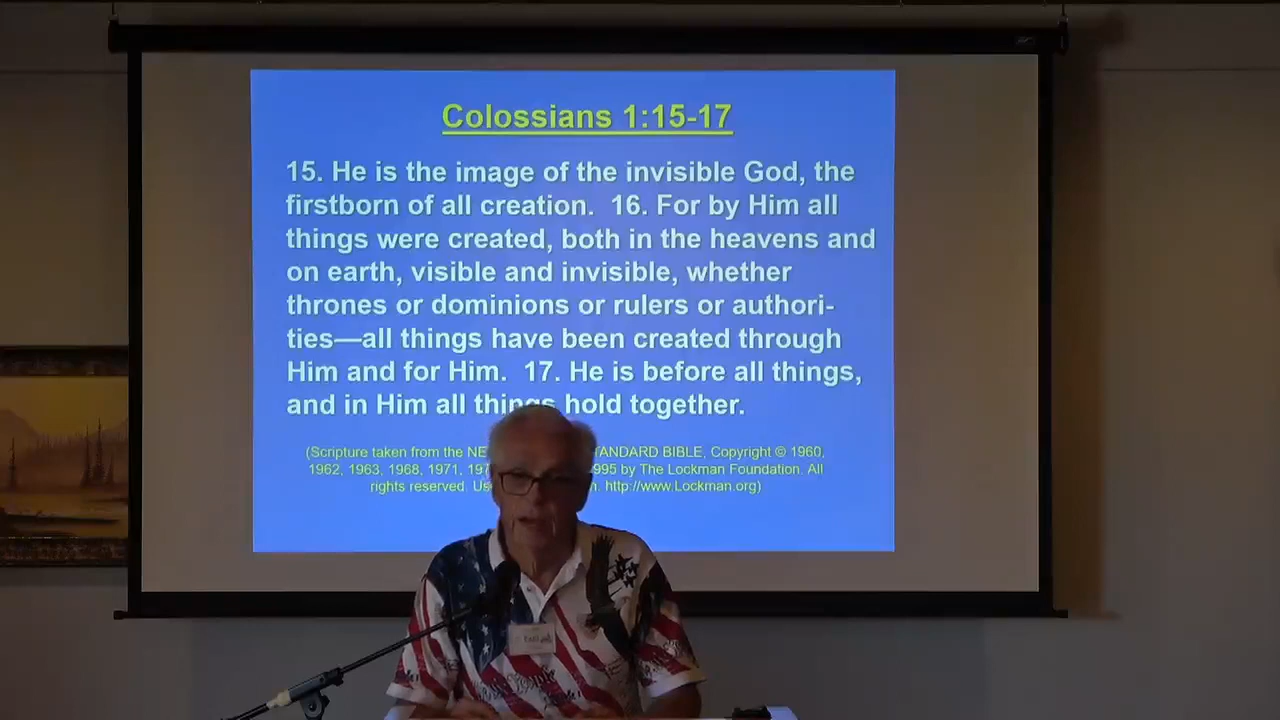 Colossians 1:15-17
15. He is the image of the invisible God, the
firstborn of all creation.  16. For by Him all
things were created, both in the heavens and
on earth, visible and invisible, whether
thrones or dominions or rulers or authori-
ties—all things have been created through
Him and for Him.  17. He is before all things,
and in Him all things hold together.
(Scripture taken from the NE TANDARD BIBLE, Copyright © 1960,
1962, 1963, 1968, 1971, 197 995 by The Lockman Foundation. All
rights reserved. Us n. http://www.Lockman.org)